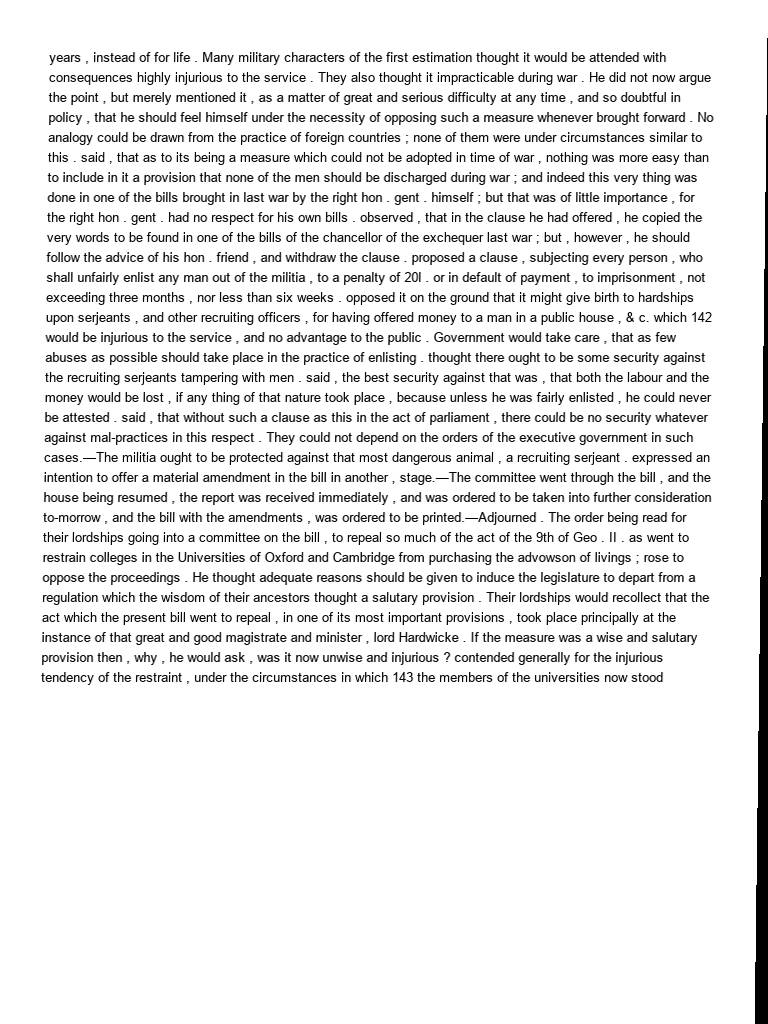 years , instead of for life . Many military characters of the first estimation thought it would be attended with
consequences highly injurious to the service . They also thought it impracticable during war . He did not now argue
the point , but merely mentioned it , as a matter of great and serious difficulty at any time , and so doubtful in
policy , that he should feel himself under the necessity of opposing such a measure whenever brought forward . No
analogy could be drawn from the practice of foreign countries ; none of them were under circumstances similar to
this . said , that as to its being a measure which could not be adopted in time of war , nothing was more easy than
to include in it a provision that none of the men should be discharged during war ; and indeed this very thing was
done in one of the bills brought in last war by the right hon . gent . himself ; but that was of little importance , for
the right hon . gent . had no respect for his own bills . observed , that in the clause he had offered , he copied the
very words to be found in one of the bills of the chancellor of the exchequer last war ; but , however , he should
follow the advice of his hon . friend , and withdraw the clause . proposed a clause , subjecting every person , who
shall unfairly enlist any man out of the militia , to a penalty of 20l . or in default of payment , to imprisonment , not
exceeding three months , nor less than six weeks . opposed it on the ground that it might give birth to hardships
upon serjeants , and other recruiting officers , for having offered money to a man in a public house , & c. which 142
would be injurious to the service , and no advantage to the public . Government would take care , that as few
abuses as possible should take place in the practice of enlisting . thought there ought to be some security against
the recruiting serjeants tampering with men . said , the best security against that was , that both the labour and the
money would be lost , if any thing of that nature took place , because unless he was fairly enlisted , he could never
be attested . said , that without such a clause as this in the act of parliament , there could be no security whatever
against mal-practices in this respect . They could not depend on the orders of the executive government in such
cases.—The militia ought to be protected against that most dangerous animal , a recruiting serjeant . expressed an
intention to offer a material amendment in the bill in another , stage.—The committee went through the bill , and the
house being resumed , the report was received immediately , and was ordered to be taken into further consideration
to-morrow , and the bill with the amendments , was ordered to be printed.—Adjourned . The order being read for
their lordships going into a committee on the bill , to repeal so much of the act of the 9th of Geo . II . as went to
restrain colleges in the Universities of Oxford and Cambridge from purchasing the advowson of livings ; rose to
oppose the proceedings . He thought adequate reasons should be given to induce the legislature to depart from a
regulation which the wisdom of their ancestors thought a salutary provision . Their lordships would recollect that the
act which the present bill went to repeal , in one of its most important provisions , took place principally at the
instance of that great and good magistrate and minister , lord Hardwicke . If the measure was a wise and salutary
provision then , why , he would ask , was it now unwise and injurious ? contended generally for the injurious
tendency of the restraint , under the circumstances in which 143 the members of the universities now stood